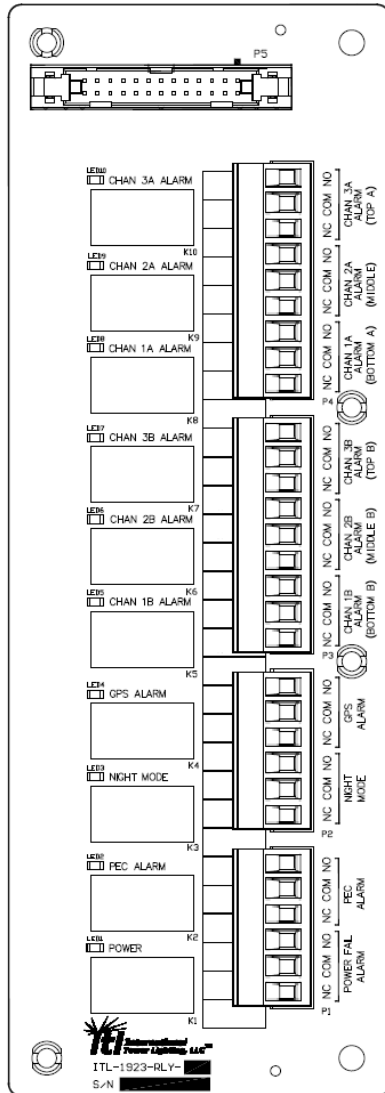 P5
LED10
CHAN 3A ALARM
K10
NC COM NO
CHAN 3A
ALARM
(TOP A)
LED9
CHAN 2A ALARM
K9
NC COM NO
CHAN 2A
ALARM
(MIDDLE)
LED8
CHAN 1A ALARM
K8
NC COM NO
CHAN 1A
ALARM
(BOTTOM A)
P4
LED7
CHAN 3B ALARM
K7
NC COM NO
CHAN 3B
ALARM
(TOP B)
LED6
CHAN 2B ALARM
K6
NC COM NO
CHAN 2B
ALARM
(MIDDLE B)
LED5
CHAN 1B ALARM
K5
NC COM NO
CHAN 1B
ALARM
(BOTTOM B)
P3
LED4
GPS ALARM
K4
NC COM NO
GPS
ALARM
LED3
NIGHT MODE
K3
NC COM NO
NIGHT
MODE
P2
LED2
PEC ALARM
K2
NC COM NO
PEC
ALARM
LED1
POWER
K1
NC COM NO
POWER FAIL
ALARM
P1
itl International
Tower Lighting, LLC™
ITL-1923-RLY-
S/N